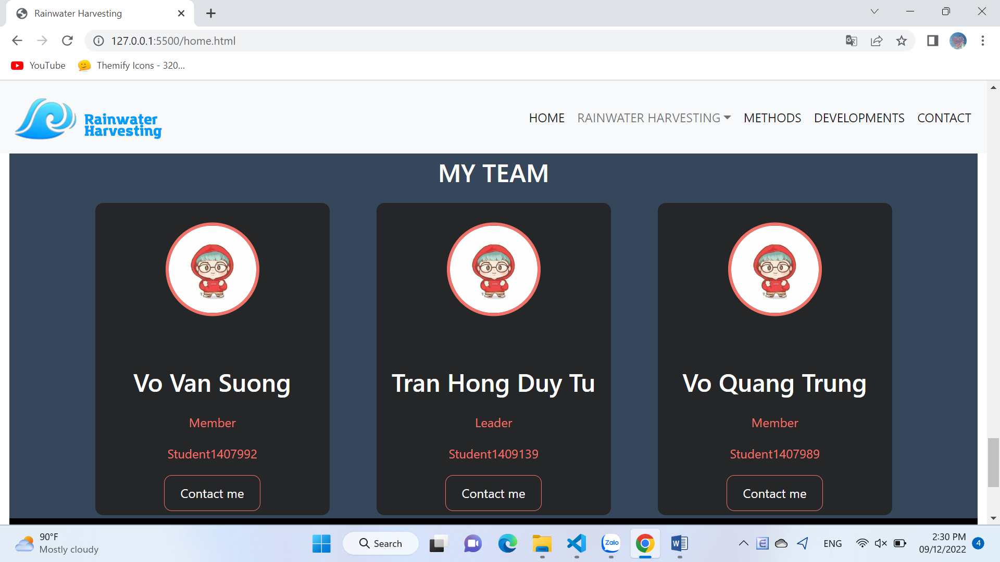 Rainwater Harvesting
127.0.0.1:5500/home.html
YouTube
Themify Icons - 320...
Rainwater
Harvesting
HOME RAINWATER HARVESTING METHODS DEVELOPMENTS CONTACT
MY TEAM
Vo Van Suong
Member
Student1407992
Contact me
Tran Hong Duy Tu
Leader
Student1409139
Contact me
Vo Quang Trung
Member
Student1407989
Contact me
90°F
Mostly cloudy
Search
Zalo
W
E
ENG
2:30 PM
09/12/2022
4